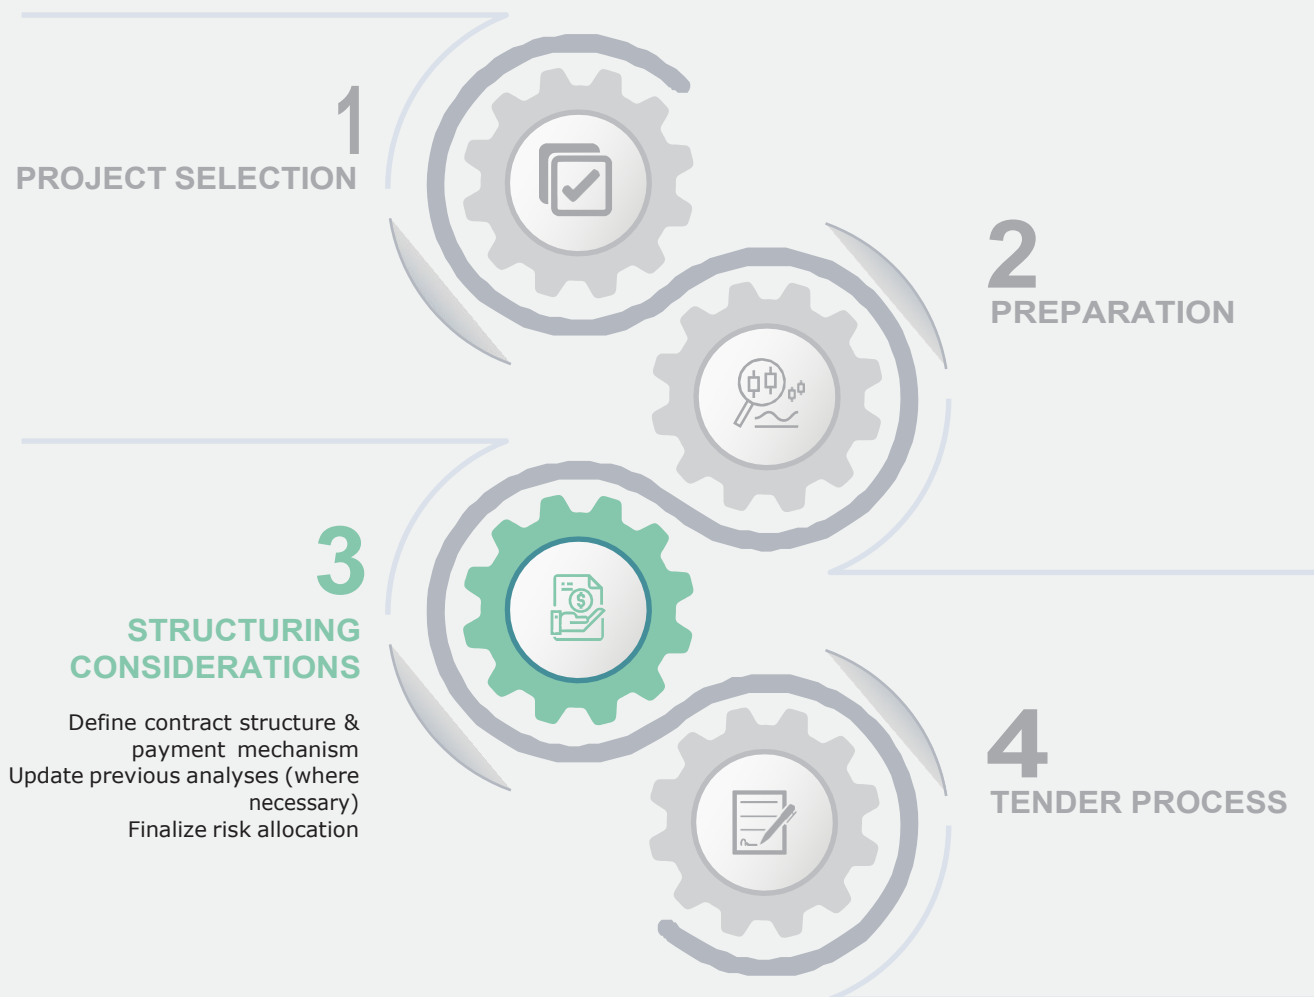 1
PROJECT SELECTION
2
PREPARATION
3
STRUCTURING
CONSIDERATIONS
Define contract structure &
payment mechanism
Update previous analyses (where
necessary)
Finalize risk allocation
4
TENDER PROCESS